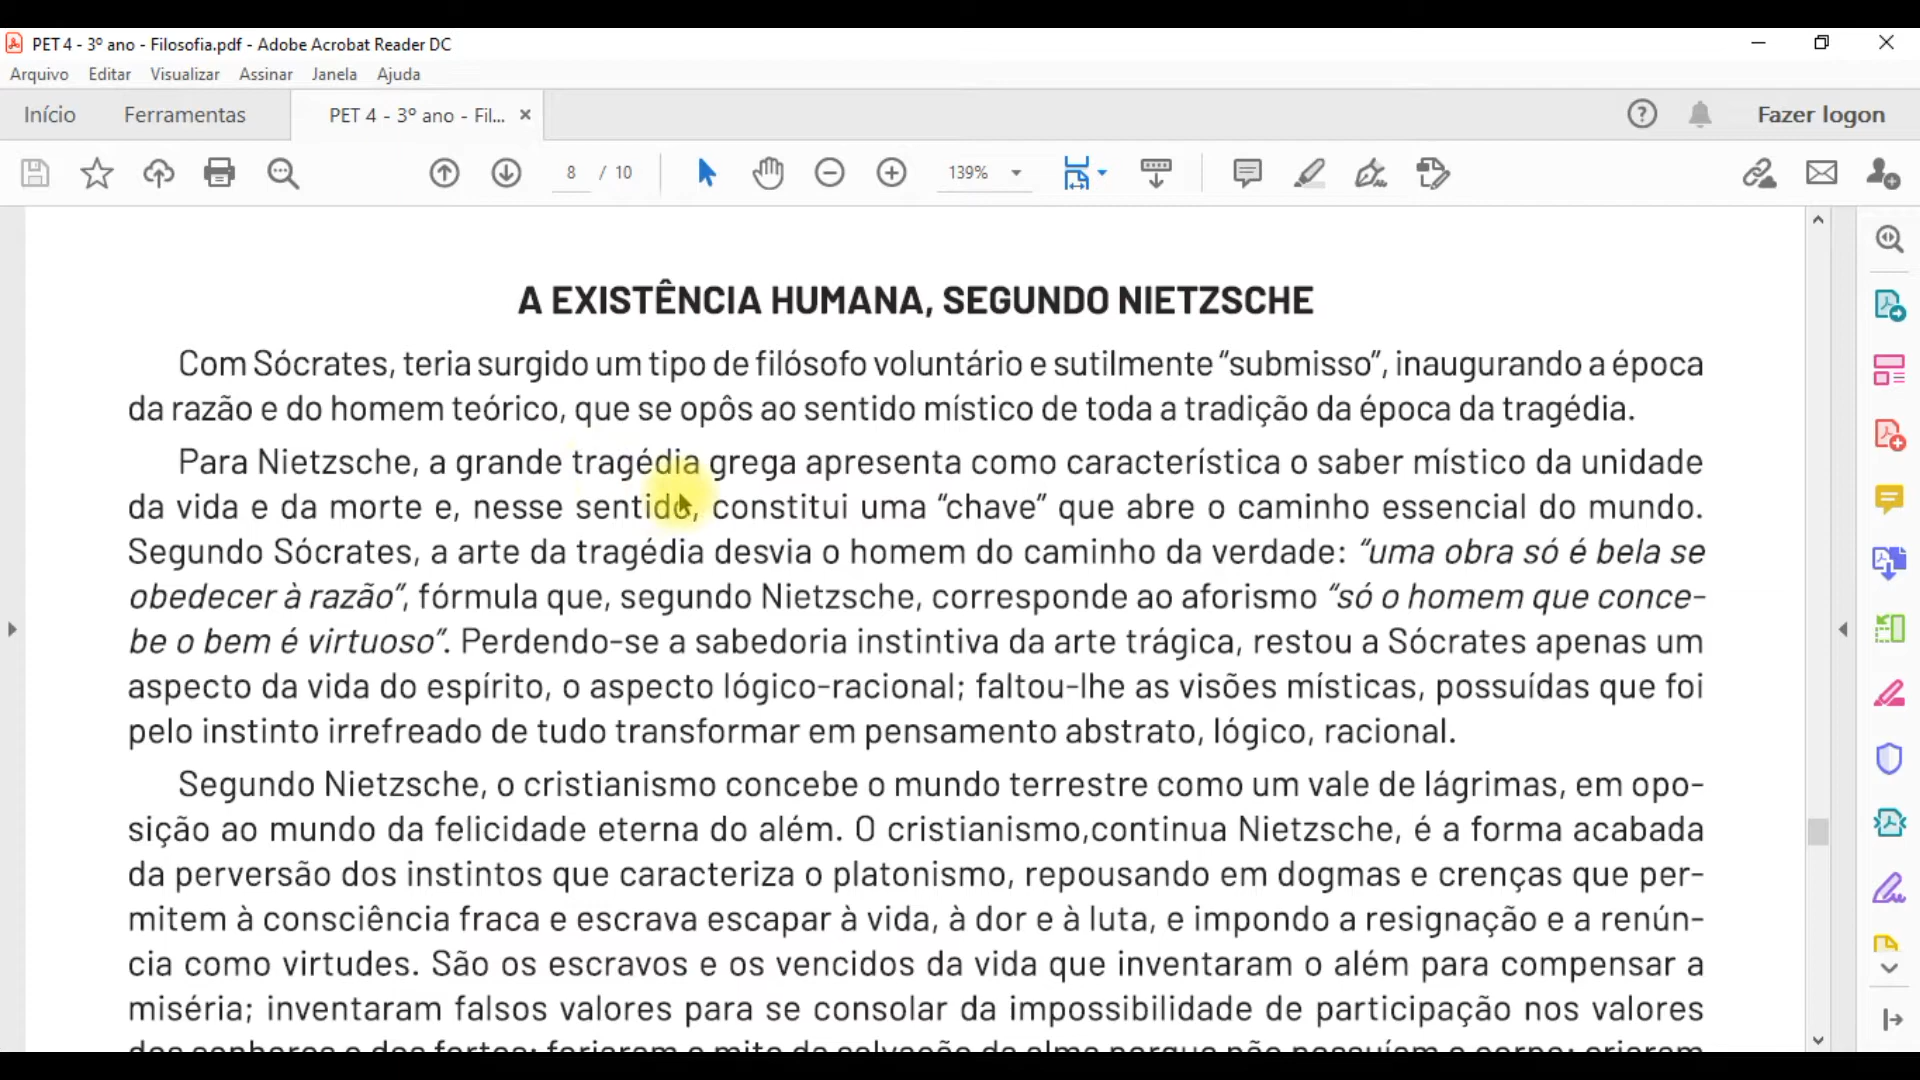 PET 4 - 3º ano - Filosofia.pdf - Adobe Acrobat Reader DC
Arquivo Editar Visualizar Assinar Janela Ajuda
Início Ferramentas PET 4 - 3º ano - Fil... Fazer logon
8 / 10 139%
A EXISTÊNCIA HUMANA, SEGUNDO NIETZSCHE
Com Sócrates, teria surgido um tipo de filósofo voluntário e sutilmente “submisso”, inaugurando a época
da razão e do homem teórico, que se opôs ao sentido místico de toda a tradição da época da tragédia.
Para Nietzsche, a grande tragédia grega apresenta como característica o saber místico da unidade
da vida e da morte e, nesse sentido, constitui uma “chave” que abre o caminho essencial do mundo.
Segundo Sócrates, a arte da tragédia desvia o homem do caminho da verdade: “uma obra só é bela se
obedecer à razão”, fórmula que, segundo Nietzsche, corresponde ao aforismo “só o homem que conce-
be o bem é virtuoso”. Perdendo-se a sabedoria instintiva da arte trágica, restou a Sócrates apenas um
aspecto da vida do espírito, o aspecto lógico-racional; faltou-lhe as visões místicas, possuídas que foi
pelo instinto irrefreado de tudo transformar em pensamento abstrato, lógico, racional.
Segundo Nietzsche, o cristianismo concebe o mundo terrestre como um vale de lágrimas, em opo-
sição ao mundo da felicidade eterna do além. O cristianismo,continua Nietzsche, é a forma acabada
da perversão dos instintos que caracteriza o platonismo, repousando em dogmas e crenças que per-
mitem à consciência fraca e escrava escapar à vida, à dor e à luta, e impondo a resignação e a renún-
cia como virtudes. São os escravos e os vencidos da vida que inventaram o além para compensar a
miséria; inventaram falsos valores para se consolar da impossibilidade de participação nos valores